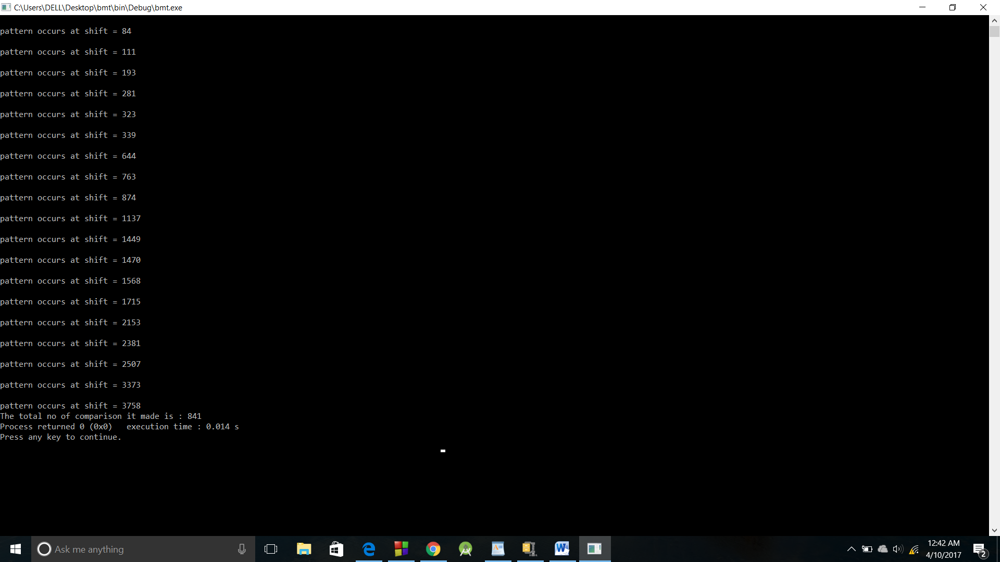 C:\Users\DELL\Desktop\bmt\bin\Debug\bmt.exe
pattern occurs at shift = 84
pattern occurs at shift = 111
pattern occurs at shift = 193
pattern occurs at shift = 281
pattern occurs at shift = 323
pattern occurs at shift = 339
pattern occurs at shift = 644
pattern occurs at shift = 763
pattern occurs at shift = 874
pattern occurs at shift = 1137
pattern occurs at shift = 1449
pattern occurs at shift = 1470
pattern occurs at shift = 1568
pattern occurs at shift = 1715
pattern occurs at shift = 2153
pattern occurs at shift = 2381
pattern occurs at shift = 2507
pattern occurs at shift = 3373
pattern occurs at shift = 3758
The total no of comparison it made is : 841
Process returned 0 (0x0)   execution time : 0.014 s
Press any key to continue.
Ask me anything
12:42 AM
4/10/2017
2